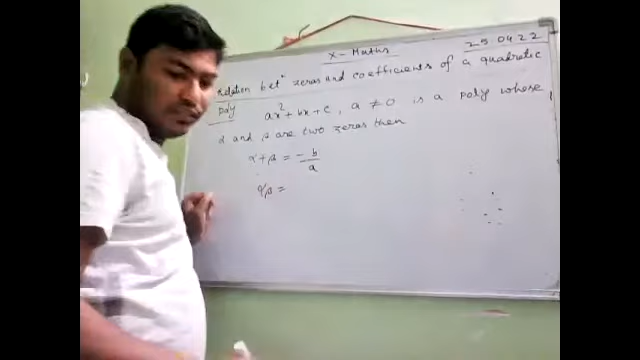 X - Maths
25.04.22
Relation betn zeros and coefficients of a quadratic
Poly ax² + bx + c, a ≠ 0 is a poly whose
α and β are two zeros then
α + β = - b/a
αβ =